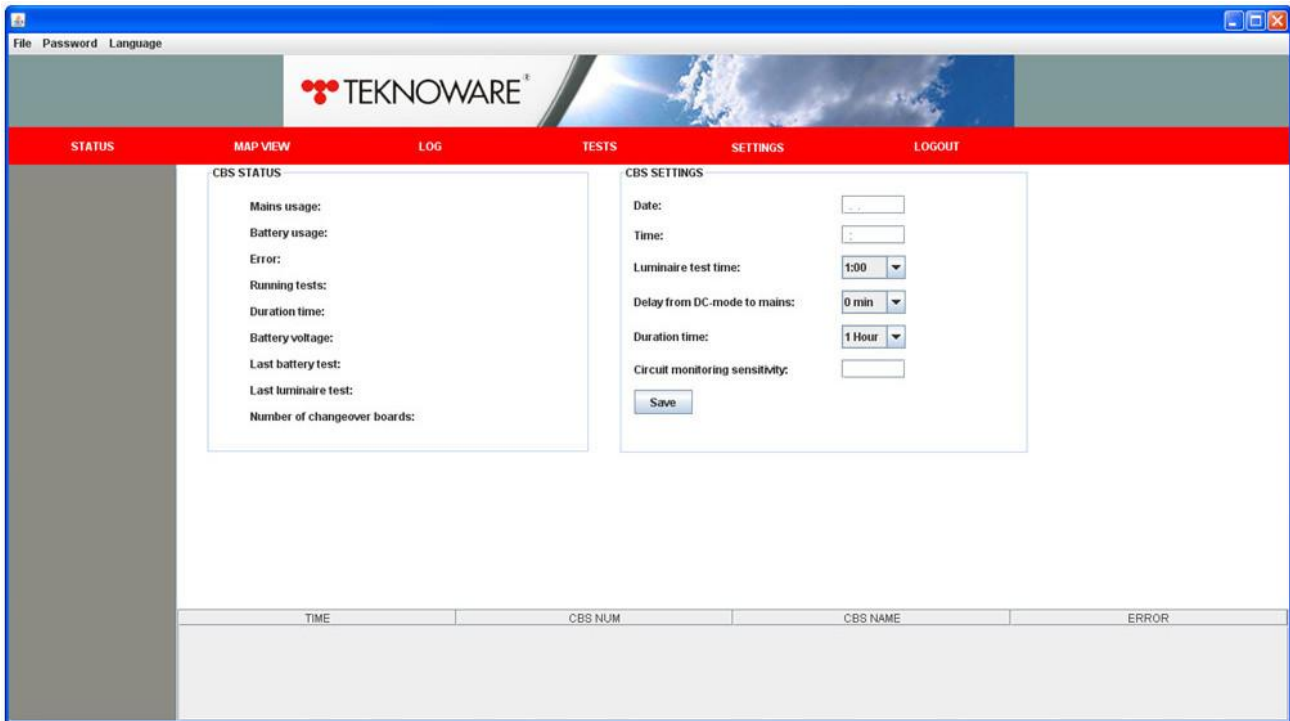 File Password Language
TEKNOWARE®
STATUS MAP VIEW LOG TESTS SETTINGS LOGOUT
CBS STATUS
Mains usage:
Battery usage:
Error:
Running tests:
Duration time:
Battery voltage:
Last battery test:
Last luminaire test:
Number of changeover boards:
CBS SETTINGS
Date: . .
Time: :
Luminaire test time: 1:00
Delay from DC-mode to mains: 0 min
Duration time: 1 Hour
Circuit monitoring sensitivity:
Save
TIME CBS NUM CBS NAME ERROR